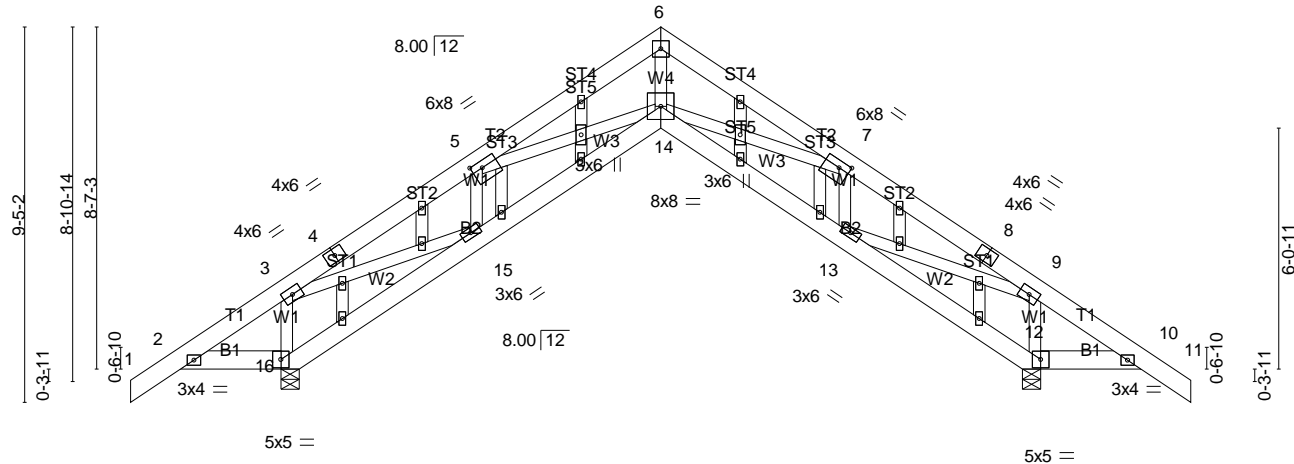 6
8.00 12
ST4
ST5
W4
ST4
6x8
6x8
5
T2
ST3
W3
14
ST5
W3
T2
ST3
7
3x6
3x6
W1
W1
4x6
4x6
ST2
8x8
ST2
4x6
4x6
4
B2
B2
8
3
ST1
W2
15
13
W2
ST1
9
3x6
3x6
T1
W1
12
W1
T1
2
B1
8.00 12
10
1
16
11
3x4
3x4
5x5
5x5
9-5-2
8-10-14
8-7-3
0-6-10
0-3-11
6-0-11
0-6-10
0-3-11